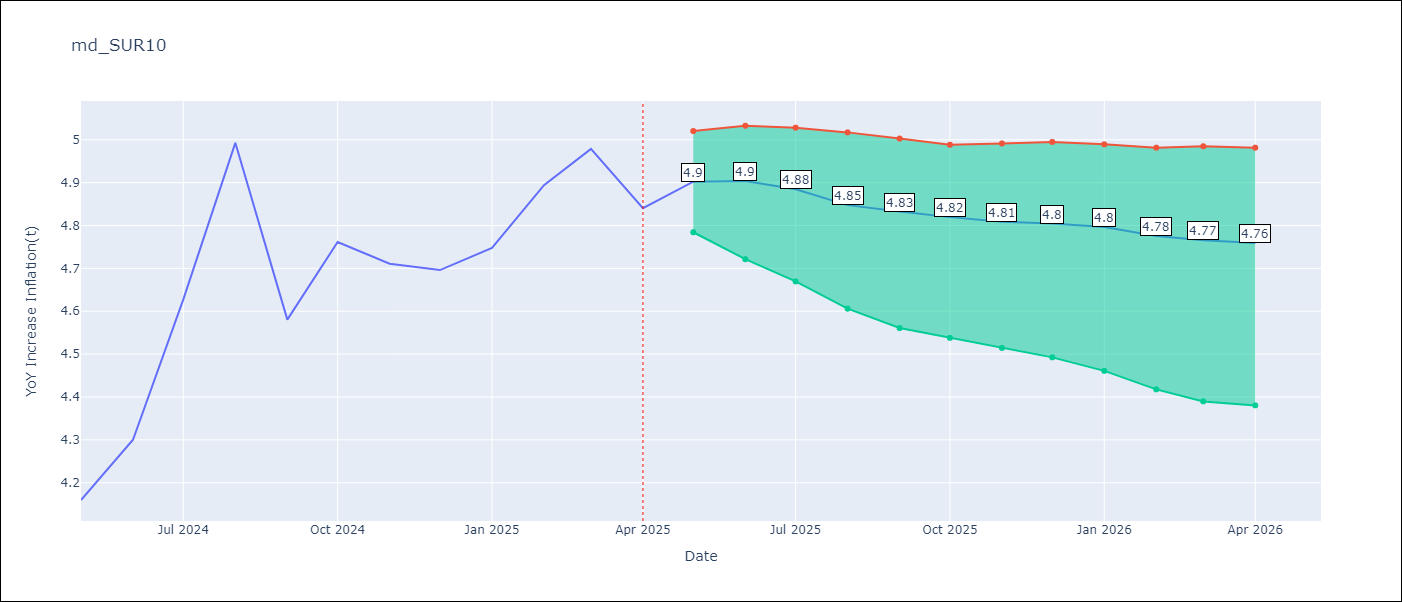 md_SUR10
YoY Increase Inflation(t)
5
4.9
4.8
4.7
4.6
4.5
4.4
4.3
4.2
4.9
4.9
4.88
4.85
4.83
4.82
4.81
4.8
4.8
4.78
4.77
4.76
Jul 2024
Oct 2024
Jan 2025
Apr 2025
Jul 2025
Oct 2025
Jan 2026
Apr 2026
Date